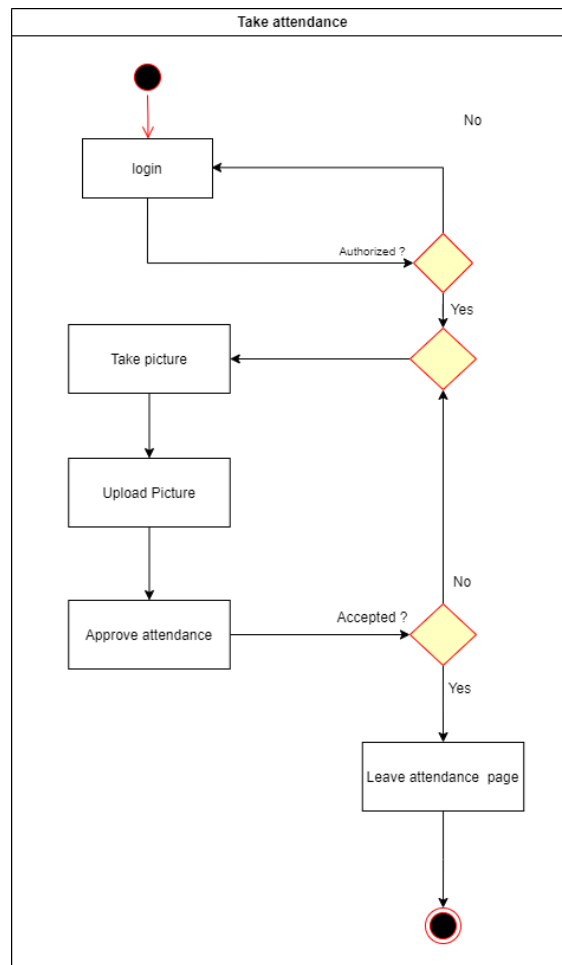 Take attendance
No
login
Authorized ?
Yes
Take picture
Upload Picture
No
Accepted ?
Approve attendance
Yes
Leave attendance page